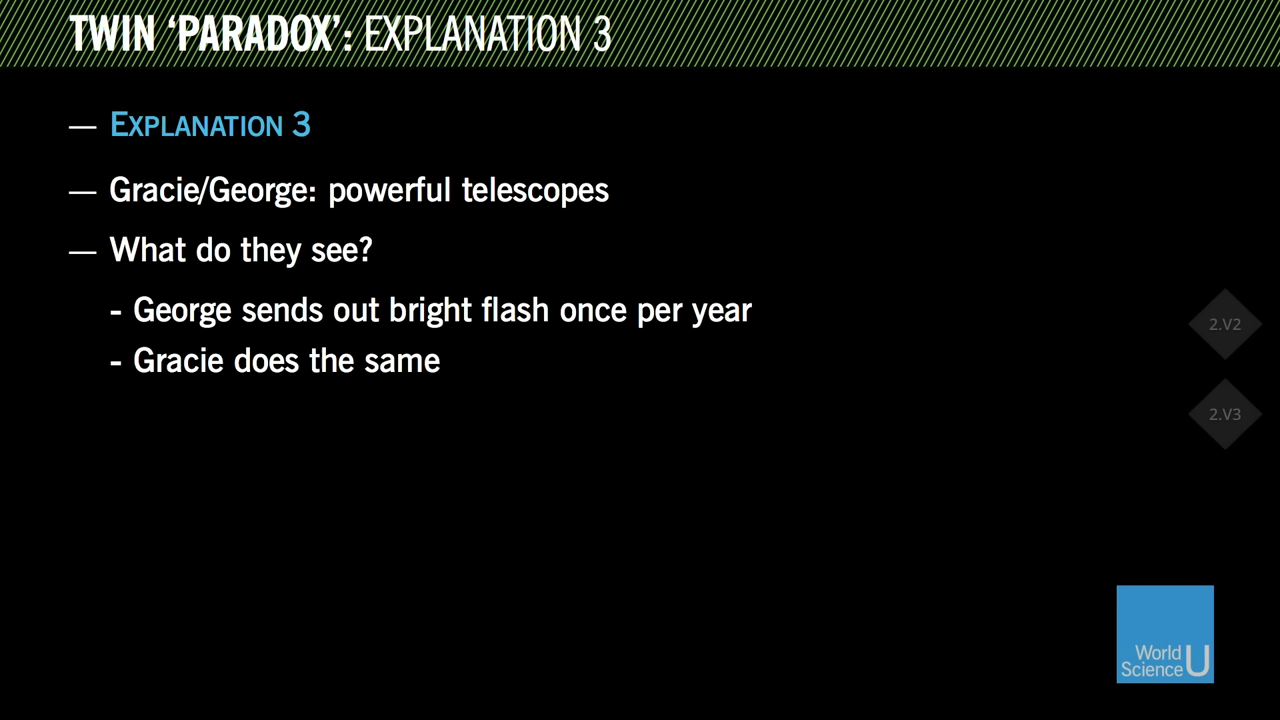 TWIN ‘PARADOX’: EXPLANATION 3
— EXPLANATION 3
— Gracie/George: powerful telescopes
— What do they see?
- George sends out bright flash once per year
- Gracie does the same
2.V2
2.V3
World
Science U